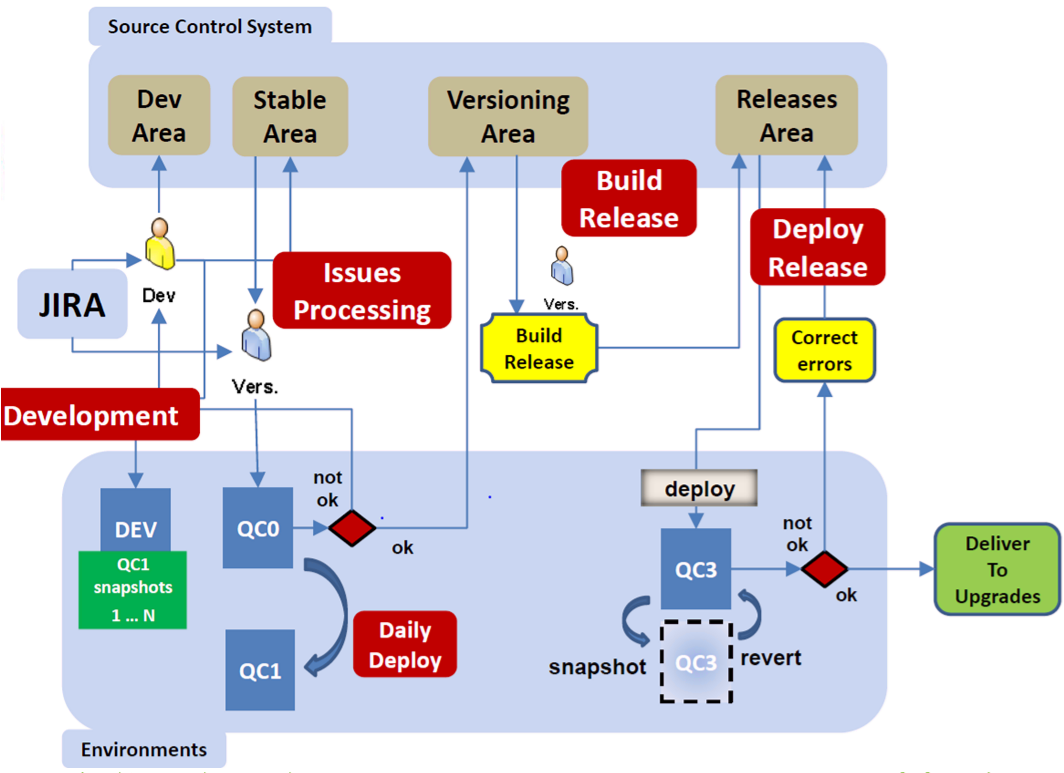 Source Control System
Dev
Area
Stable
Area
Versioning
Area
Releases
Area
Build
Release
Deploy
Release
Issues
Processing
JIRA
Dev
Vers.
Vers.
Build
Release
Correct
errors
Development
not
ok
ok
deploy
DEV
QC1
snapshots
1 ... N
QC0
QC1
Daily
Deploy
QC3
not
ok
ok
Deliver
To
Upgrades
snapshot
QC3
revert
Environments